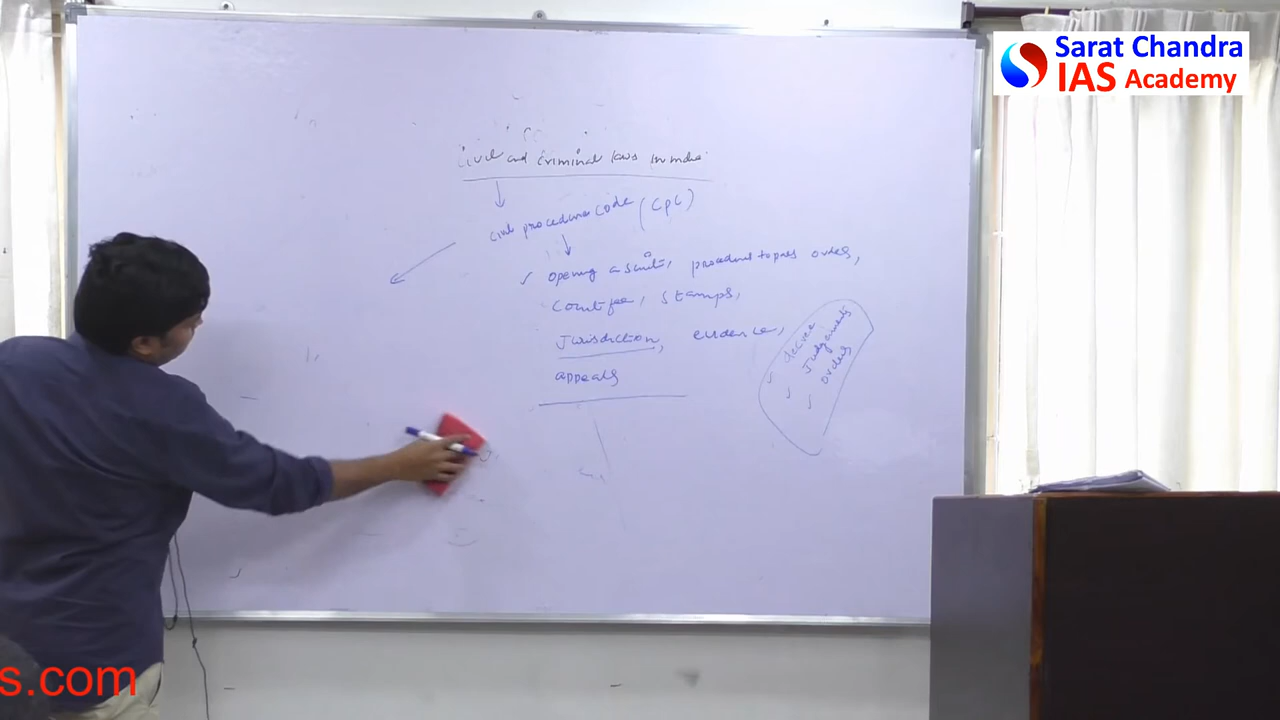 Sarat Chandra
IAS Academy
Civil and Criminal laws in India
civil procedure code (CPC)
✓ opening a suit, procedure to pass orders,
Court fee, stamps,
Jurisdiction, evidence,
appeals
✓ decree
✓ Judgements
✓ orders
s.com